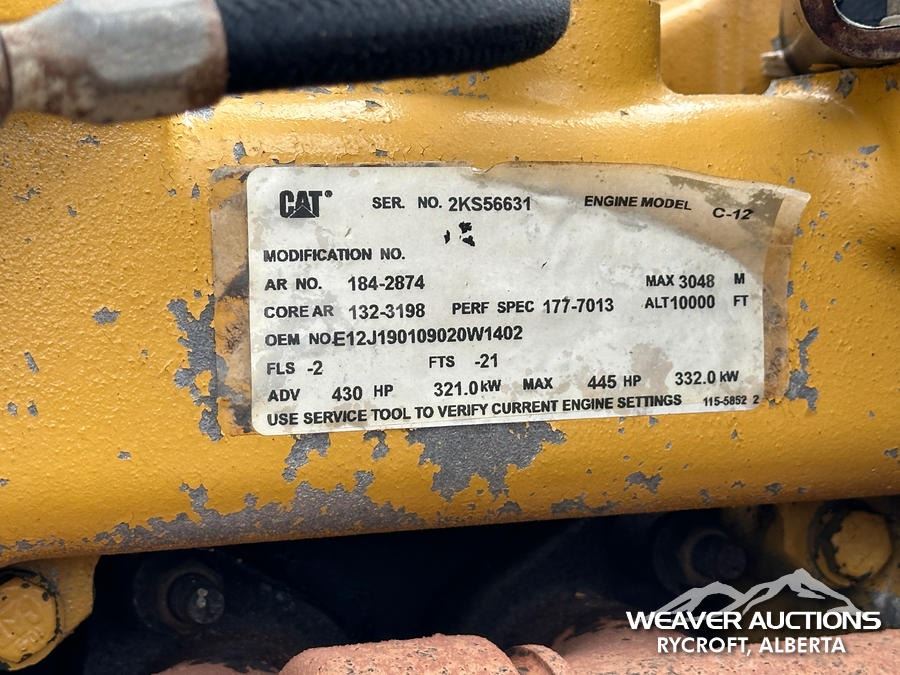 CAT® SER. NO. 2KS56631 ENGINE MODEL C-12
MODIFICATION NO.
AR NO. 184-2874 MAX 3048 M
CORE AR 132-3198 PERF SPEC 177-7013 ALT 10000 FT
OEM NO. E12J190109020W1402
FLS -2 FTS -21
ADV 430 HP 321.0 kW MAX 445 HP 332.0 kW
USE SERVICE TOOL TO VERIFY CURRENT ENGINE SETTINGS 115-5852 2
WEAVER AUCTIONS
RYCROFT, ALBERTA